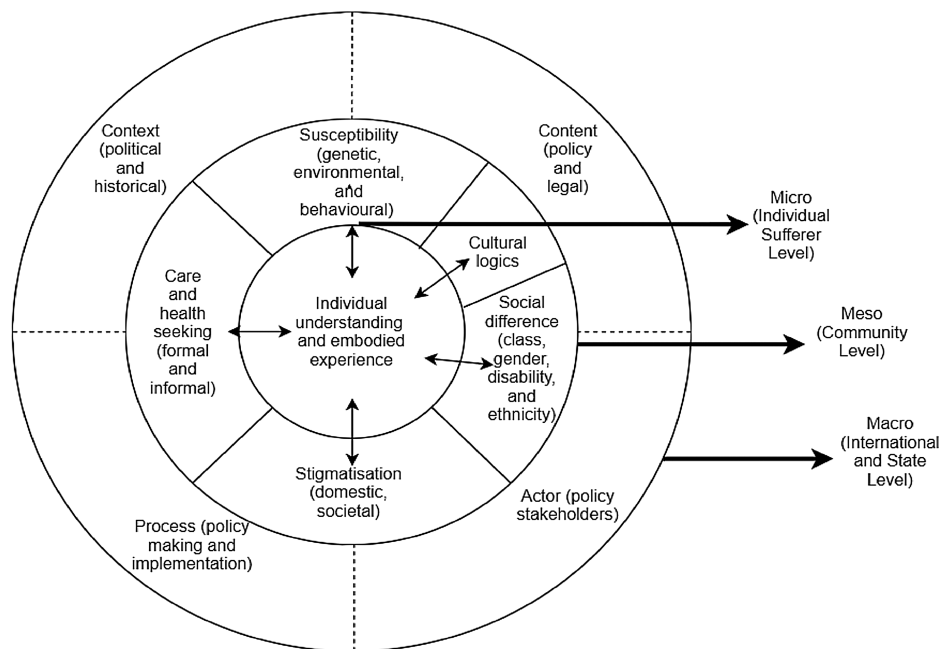 Context
(political
and
historical)
Susceptibility
(genetic,
environmental,
and
behavioural)
Content
(policy
and
legal)
Micro
(Individual
Sufferer
Level)
Cultural
logics
Care
and
health
seeking
(formal
and
informal)
Individual
understanding
and embodied
experience
Social
difference
(class,
gender,
disability,
and
ethnicity)
Meso
(Community
Level)
Macro
(International
and State
Level)
Stigmatisation
(domestic,
societal)
Actor (policy
stakeholders)
Process (policy
making and
implementation)